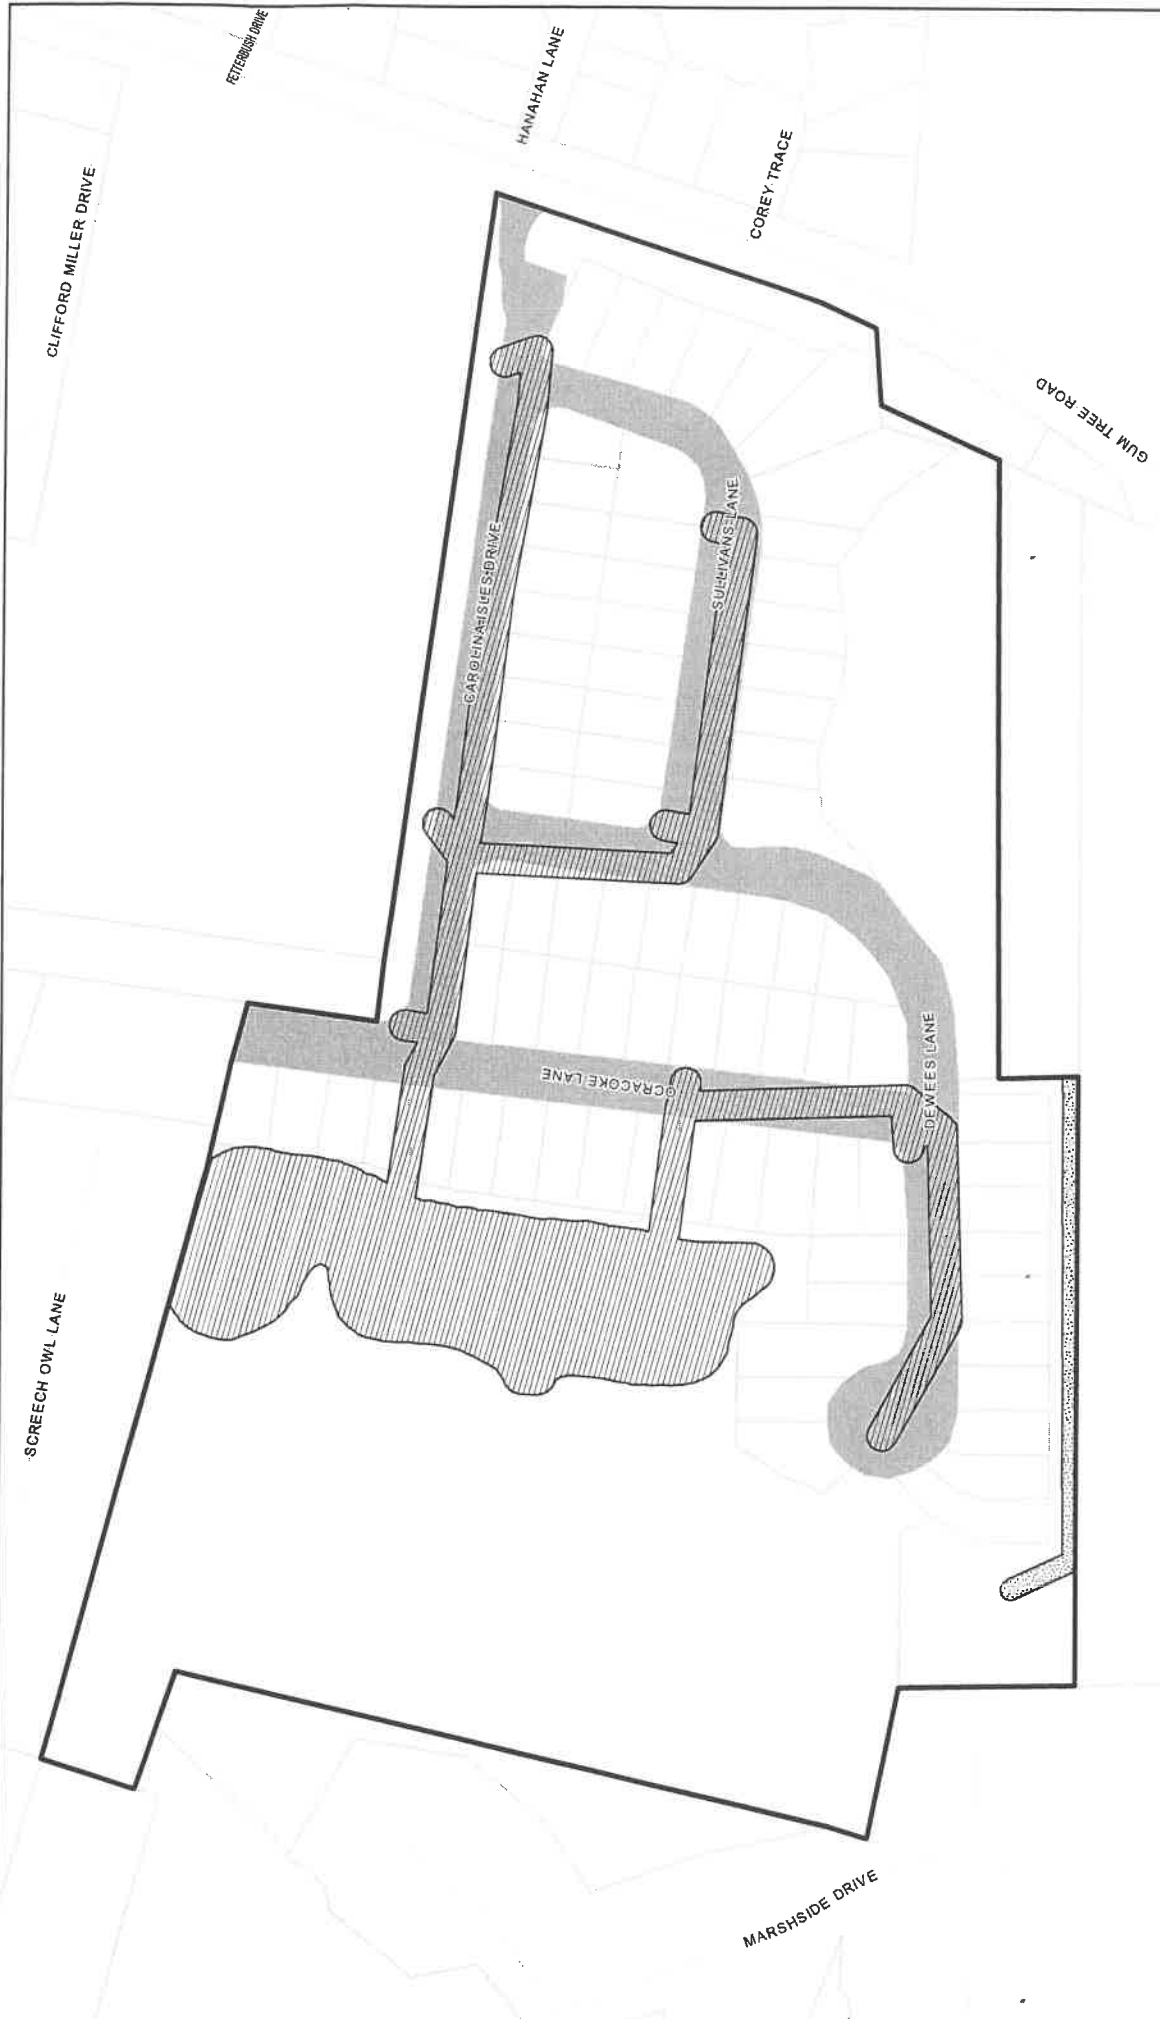 FETTERBUSH DRIVE
HANAHAN LANE
CLIFFORD MILLER DRIVE
COREY TRACE
GUM TREE ROAD
CAROLINA ISLES DRIVE
SULLIVANS LANE
OCRACOKE LANE
DEWEES LANE
SCREECH OWL LANE
MARSHSIDE DRIVE